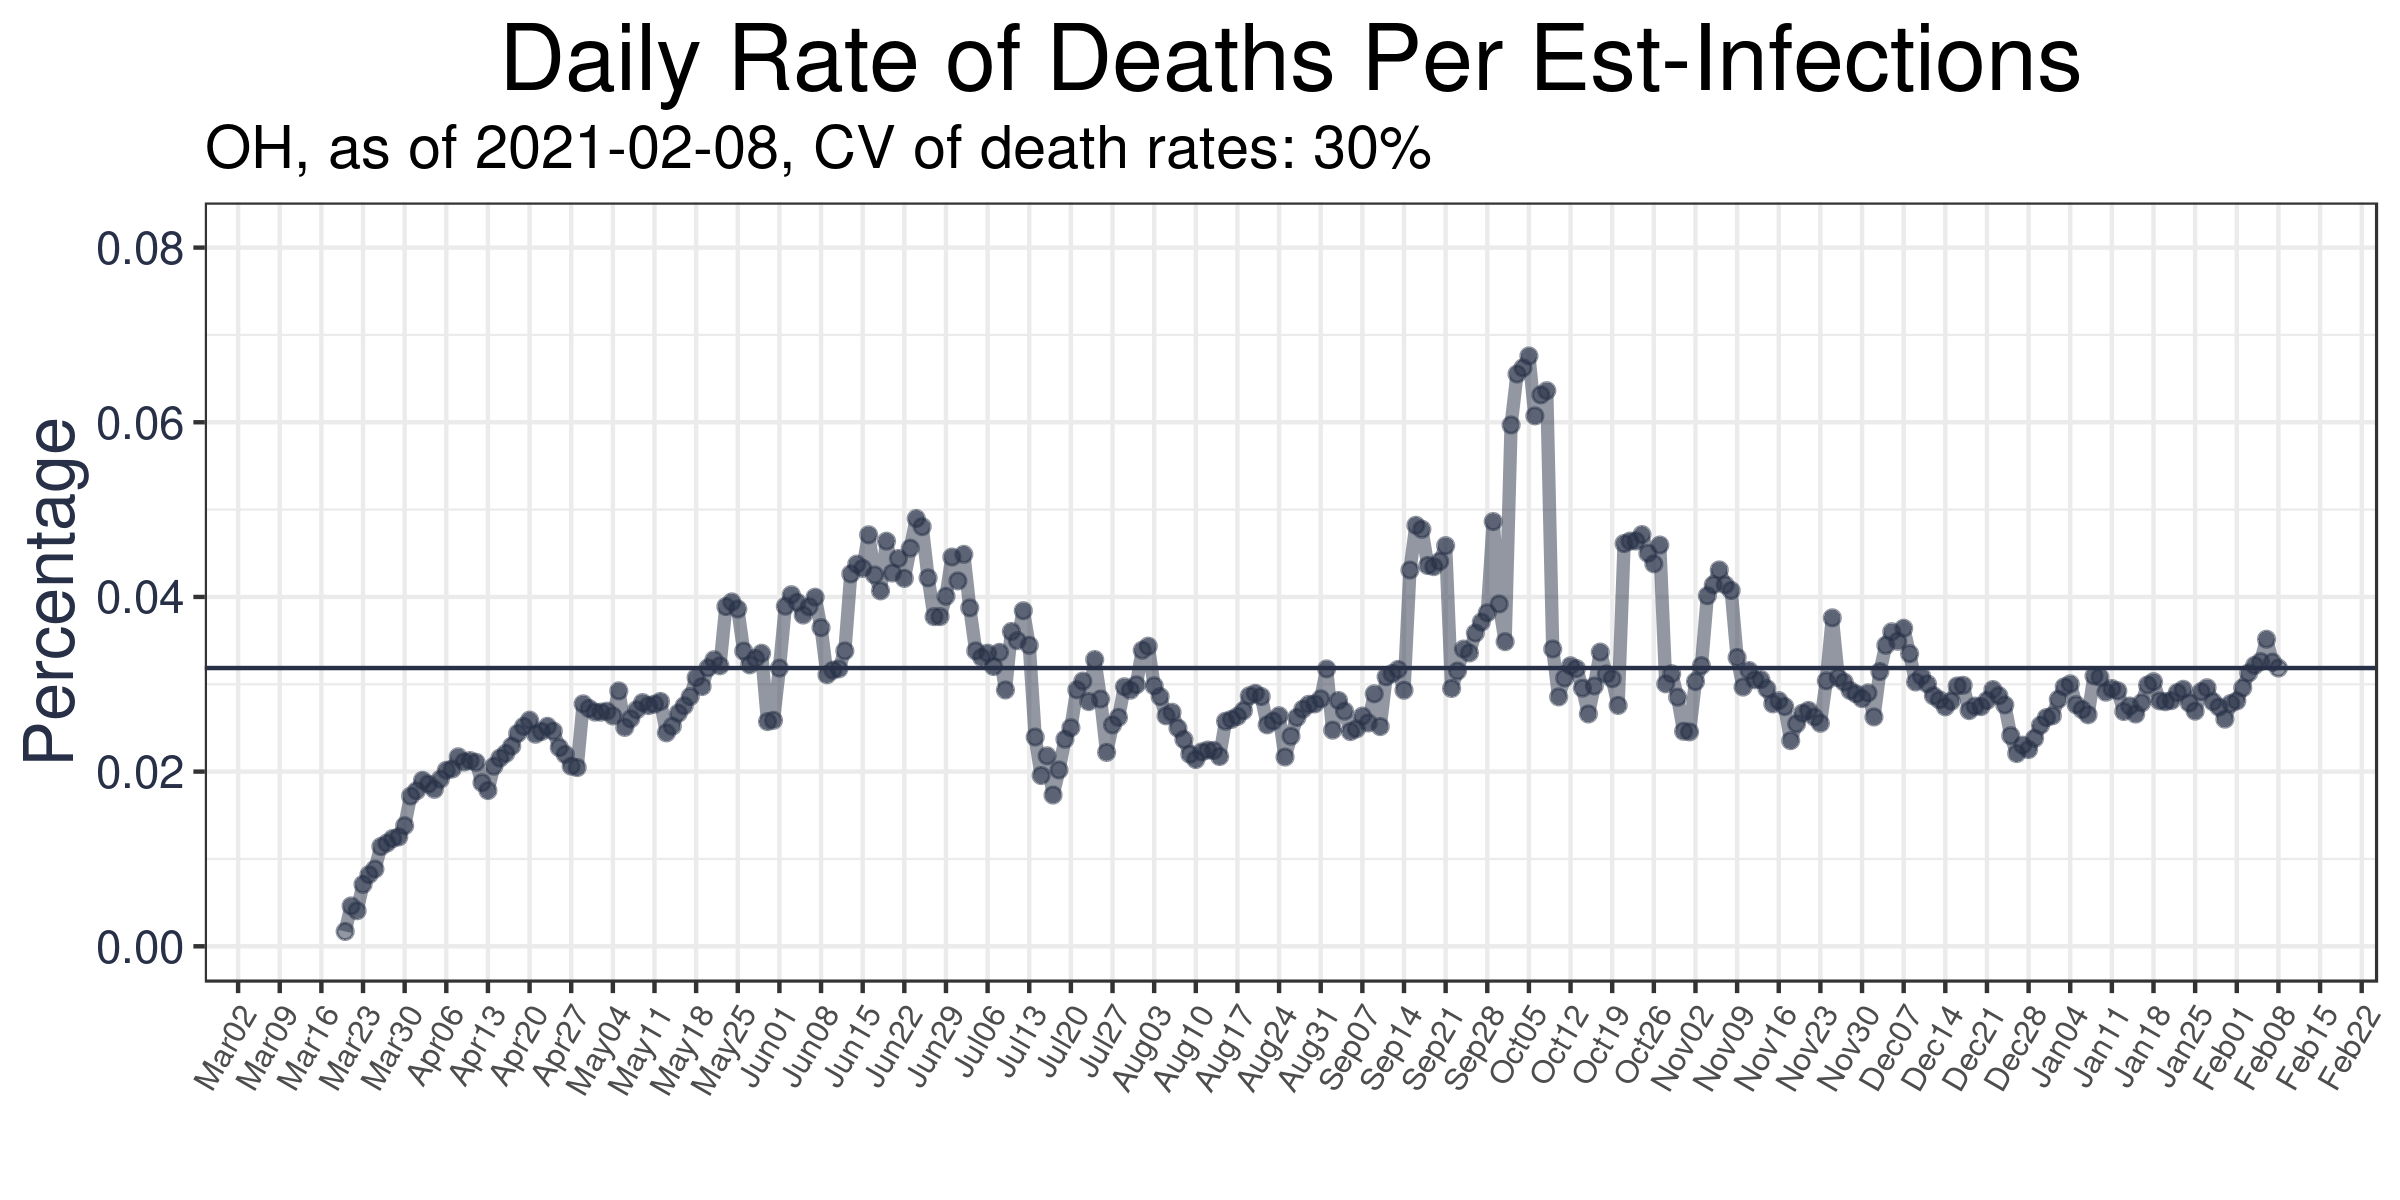 Daily Rate of Deaths Per Est-Infections
OH, as of 2021-02-08, CV of death rates: 30%
Percentage
0.08
0.06
0.04
0.02
0.00
Mar02
Mar09
Mar16
Mar23
Mar30
Apr06
Apr13
Apr20
Apr27
May04
May11
May18
May25
Jun01
Jun08
Jun15
Jun22
Jun29
Jul06
Jul13
Jul20
Jul27
Aug03
Aug10
Aug17
Aug24
Aug31
Sep07
Sep14
Sep21
Sep28
Oct05
Oct12
Oct19
Oct26
Nov02
Nov09
Nov16
Nov23
Nov30
Dec07
Dec14
Dec21
Dec28
Jan04
Jan11
Jan18
Jan25
Feb01
Feb08
Feb15
Feb22